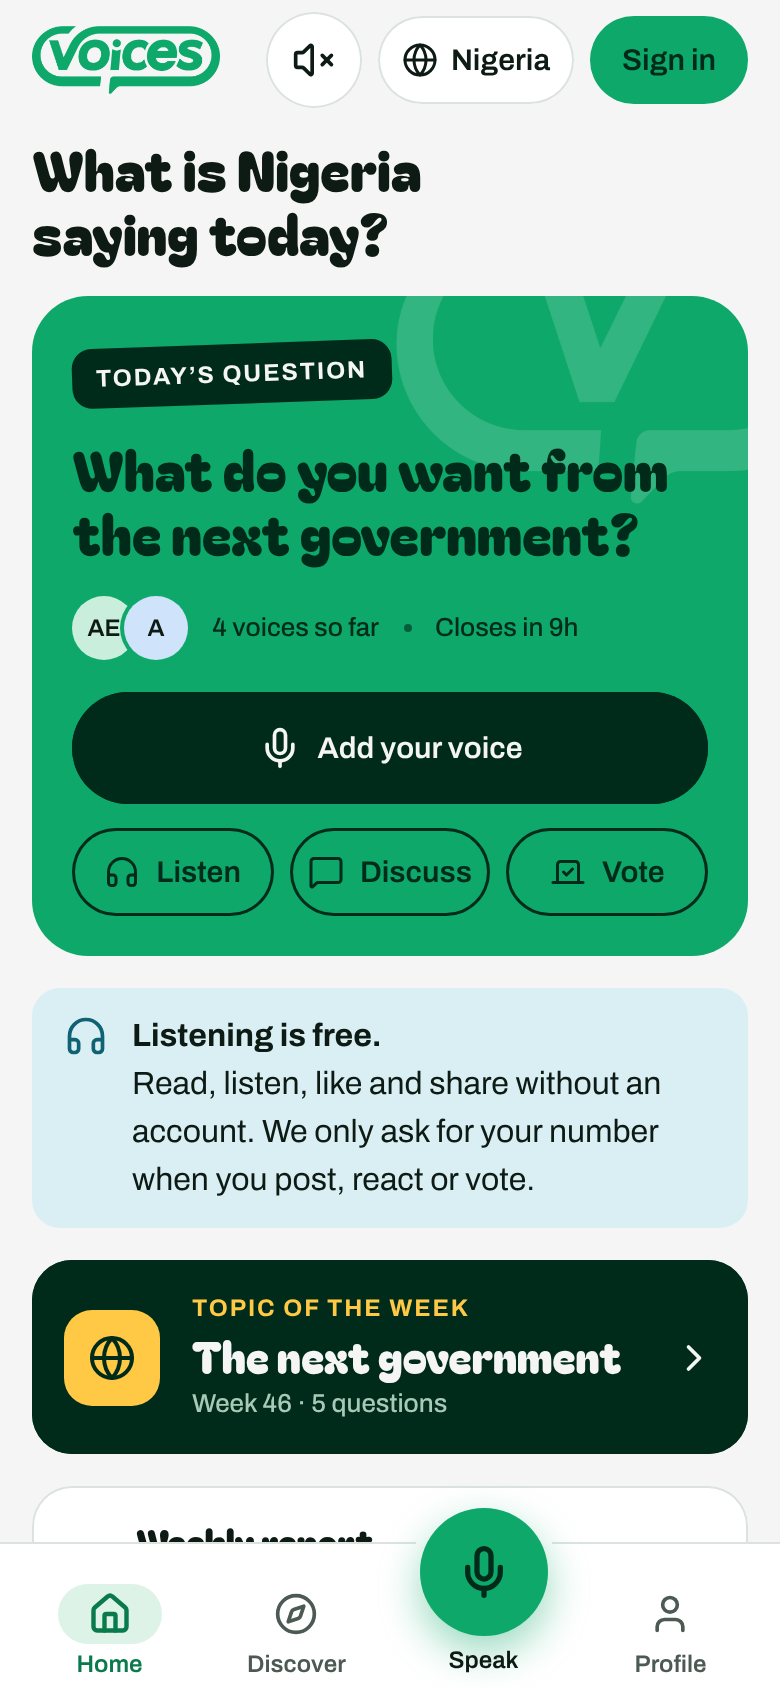 Voices
Nigeria
Sign in
What is Nigeria
saying today?
TODAY’S QUESTION
What do you want from
the next government?
AE
A
4 voices so far • Closes in 9h
Add your voice
Listen
Discuss
Vote
Listening is free.
Read, listen, like and share without an
account. We only ask for your number
when you post, react or vote.
TOPIC OF THE WEEK
The next government
Week 46 · 5 questions
Weekly report
Home
Discover
Speak
Profile